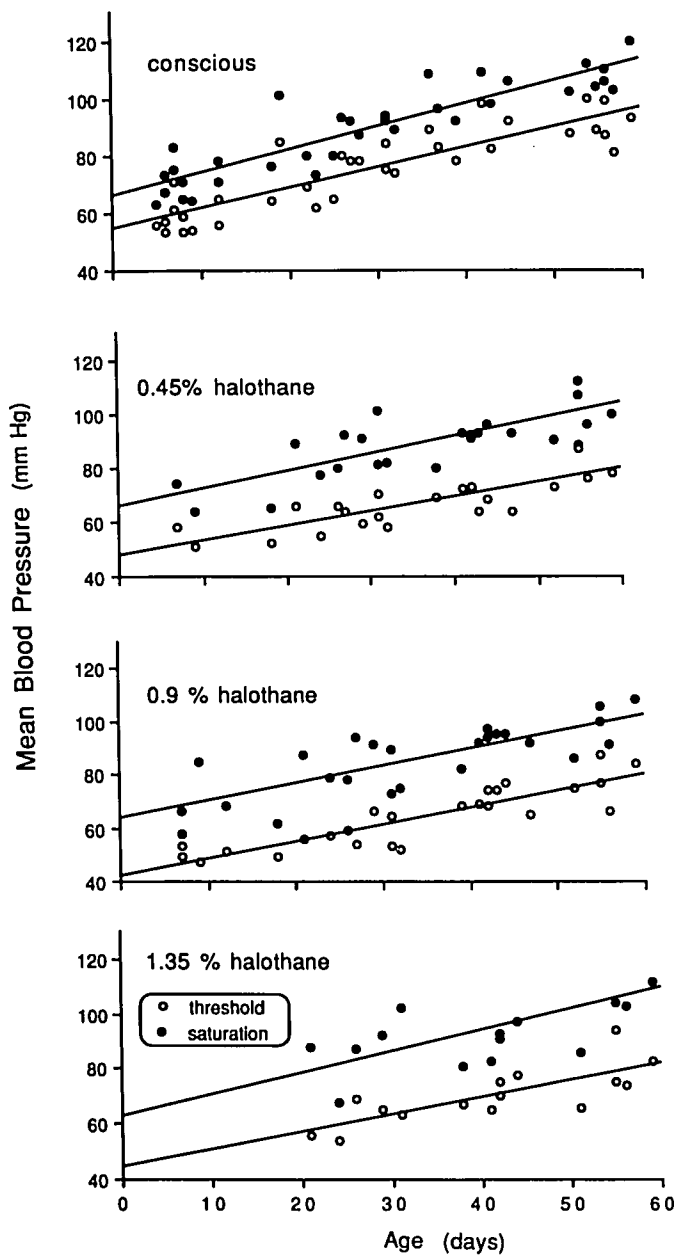 conscious
120
100
80
60
40
0.45% halothane
120
100
80
60
40
Mean Blood Pressure (mm Hg)
0.9 % halothane
120
100
80
60
40
1.35 % halothane
threshold
saturation
120
100
80
60
40
0 10 20 30 40 50 60
Age (days)